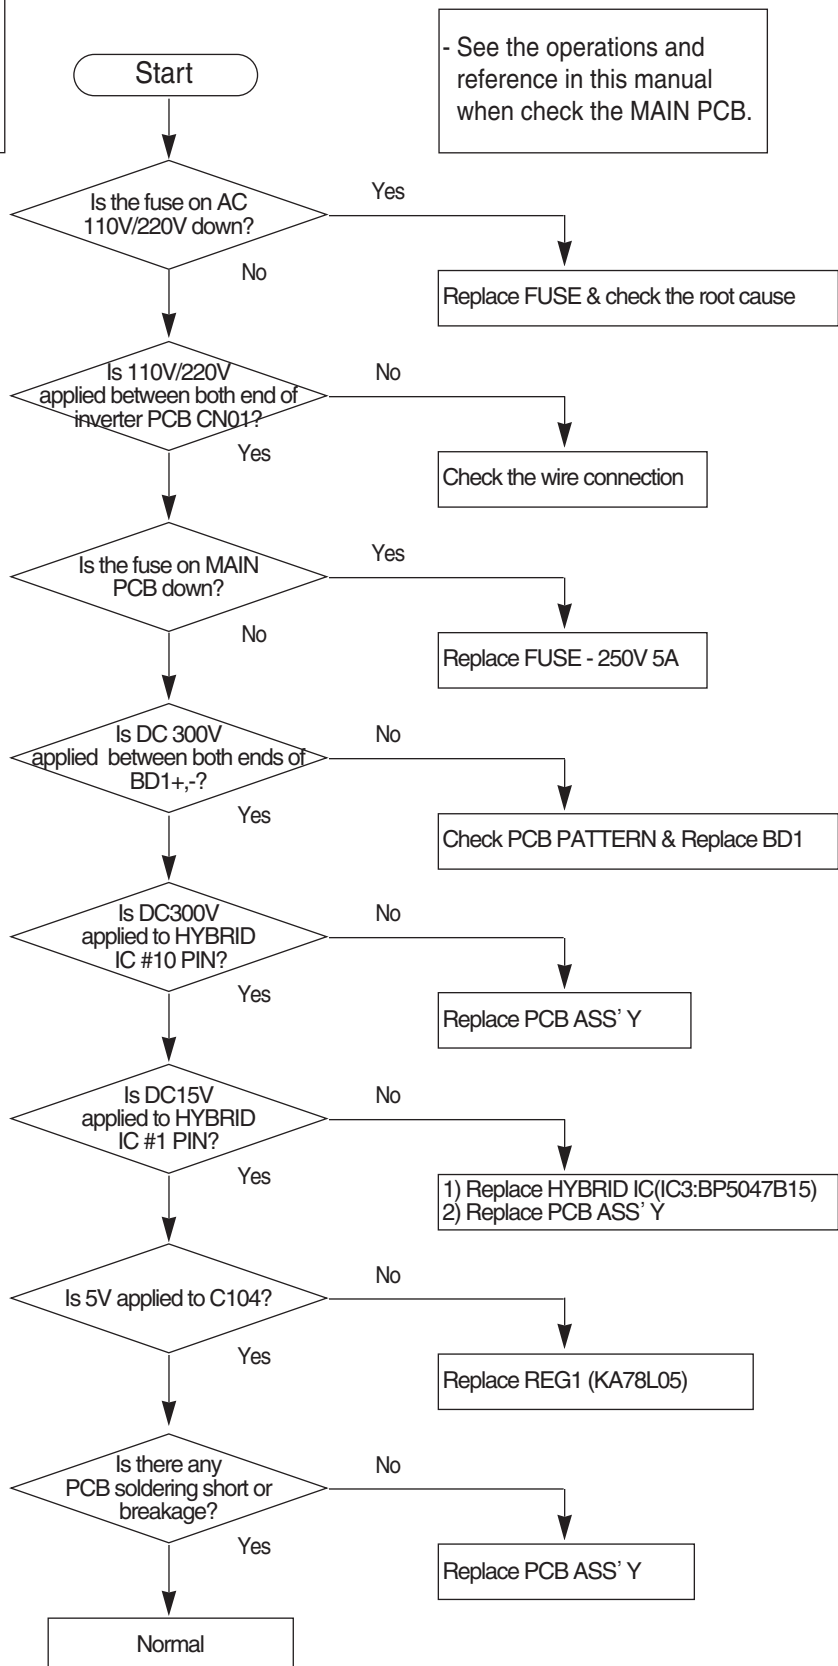 Start
- See the operations and
reference in this manual
when check the MAIN PCB.
Is the fuse on AC
110V/220V down?
Yes
No
Replace FUSE & check the root cause
Is 110V/220V
applied between both end of
inverter PCB CN01?
No
Yes
Check the wire connection
Is the fuse on MAIN
PCB down?
Yes
No
Replace FUSE - 250V 5A
Is DC 300V
applied between both ends of
BD1+,-?
No
Yes
Check PCB PATTERN & Replace BD1
Is DC300V
applied to HYBRID
IC #10 PIN?
No
Yes
Replace PCB ASS' Y
Is DC15V
applied to HYBRID
IC #1 PIN?
No
Yes
1) Replace HYBRID IC(IC3:BP5047B15)
2) Replace PCB ASS' Y
Is 5V applied to C104?
No
Yes
Replace REG1 (KA78L05)
Is there any
PCB soldering short or
breakage?
No
Yes
Replace PCB ASS' Y
Normal